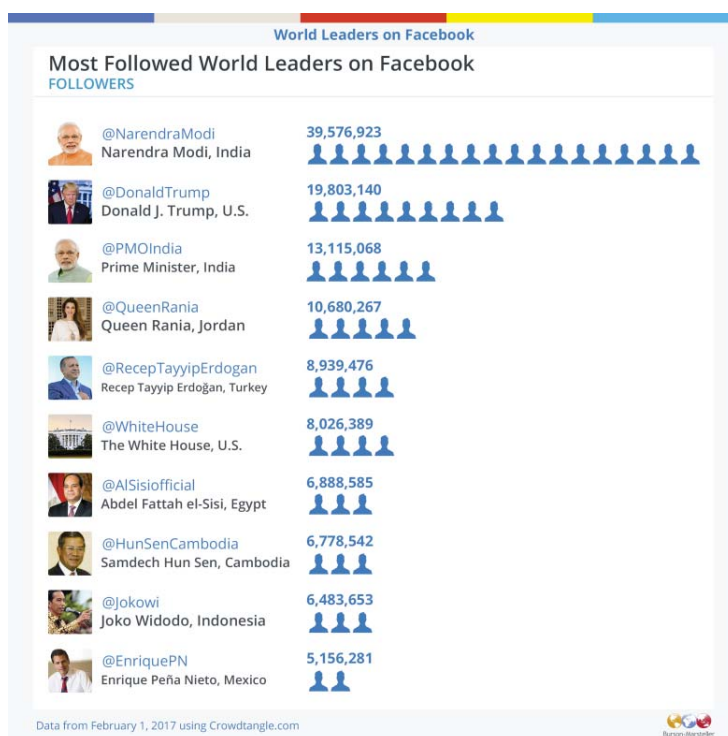 World Leaders on Facebook
Most Followed World Leaders on Facebook
FOLLOWERS
@NarendraModi
Narendra Modi, India
39,576,923
@DonaldTrump
Donald J. Trump, U.S.
19,803,140
@PMOIndia
Prime Minister, India
13,115,068
@QueenRania
Queen Rania, Jordan
10,680,267
@RecepTayyipErdogan
Recep Tayyip Erdoğan, Turkey
8,939,476
@WhiteHouse
The White House, U.S.
8,026,389
@AlSisiofficial
Abdel Fattah el-Sisi, Egypt
6,888,585
@HunSenCambodia
Samdech Hun Sen, Cambodia
6,778,542
@Jokowi
Joko Widodo, Indonesia
6,483,653
@EnriquePN
Enrique Peña Nieto, Mexico
5,156,281
Data from February 1, 2017 using Crowdtangle.com
Burson-Marsteller